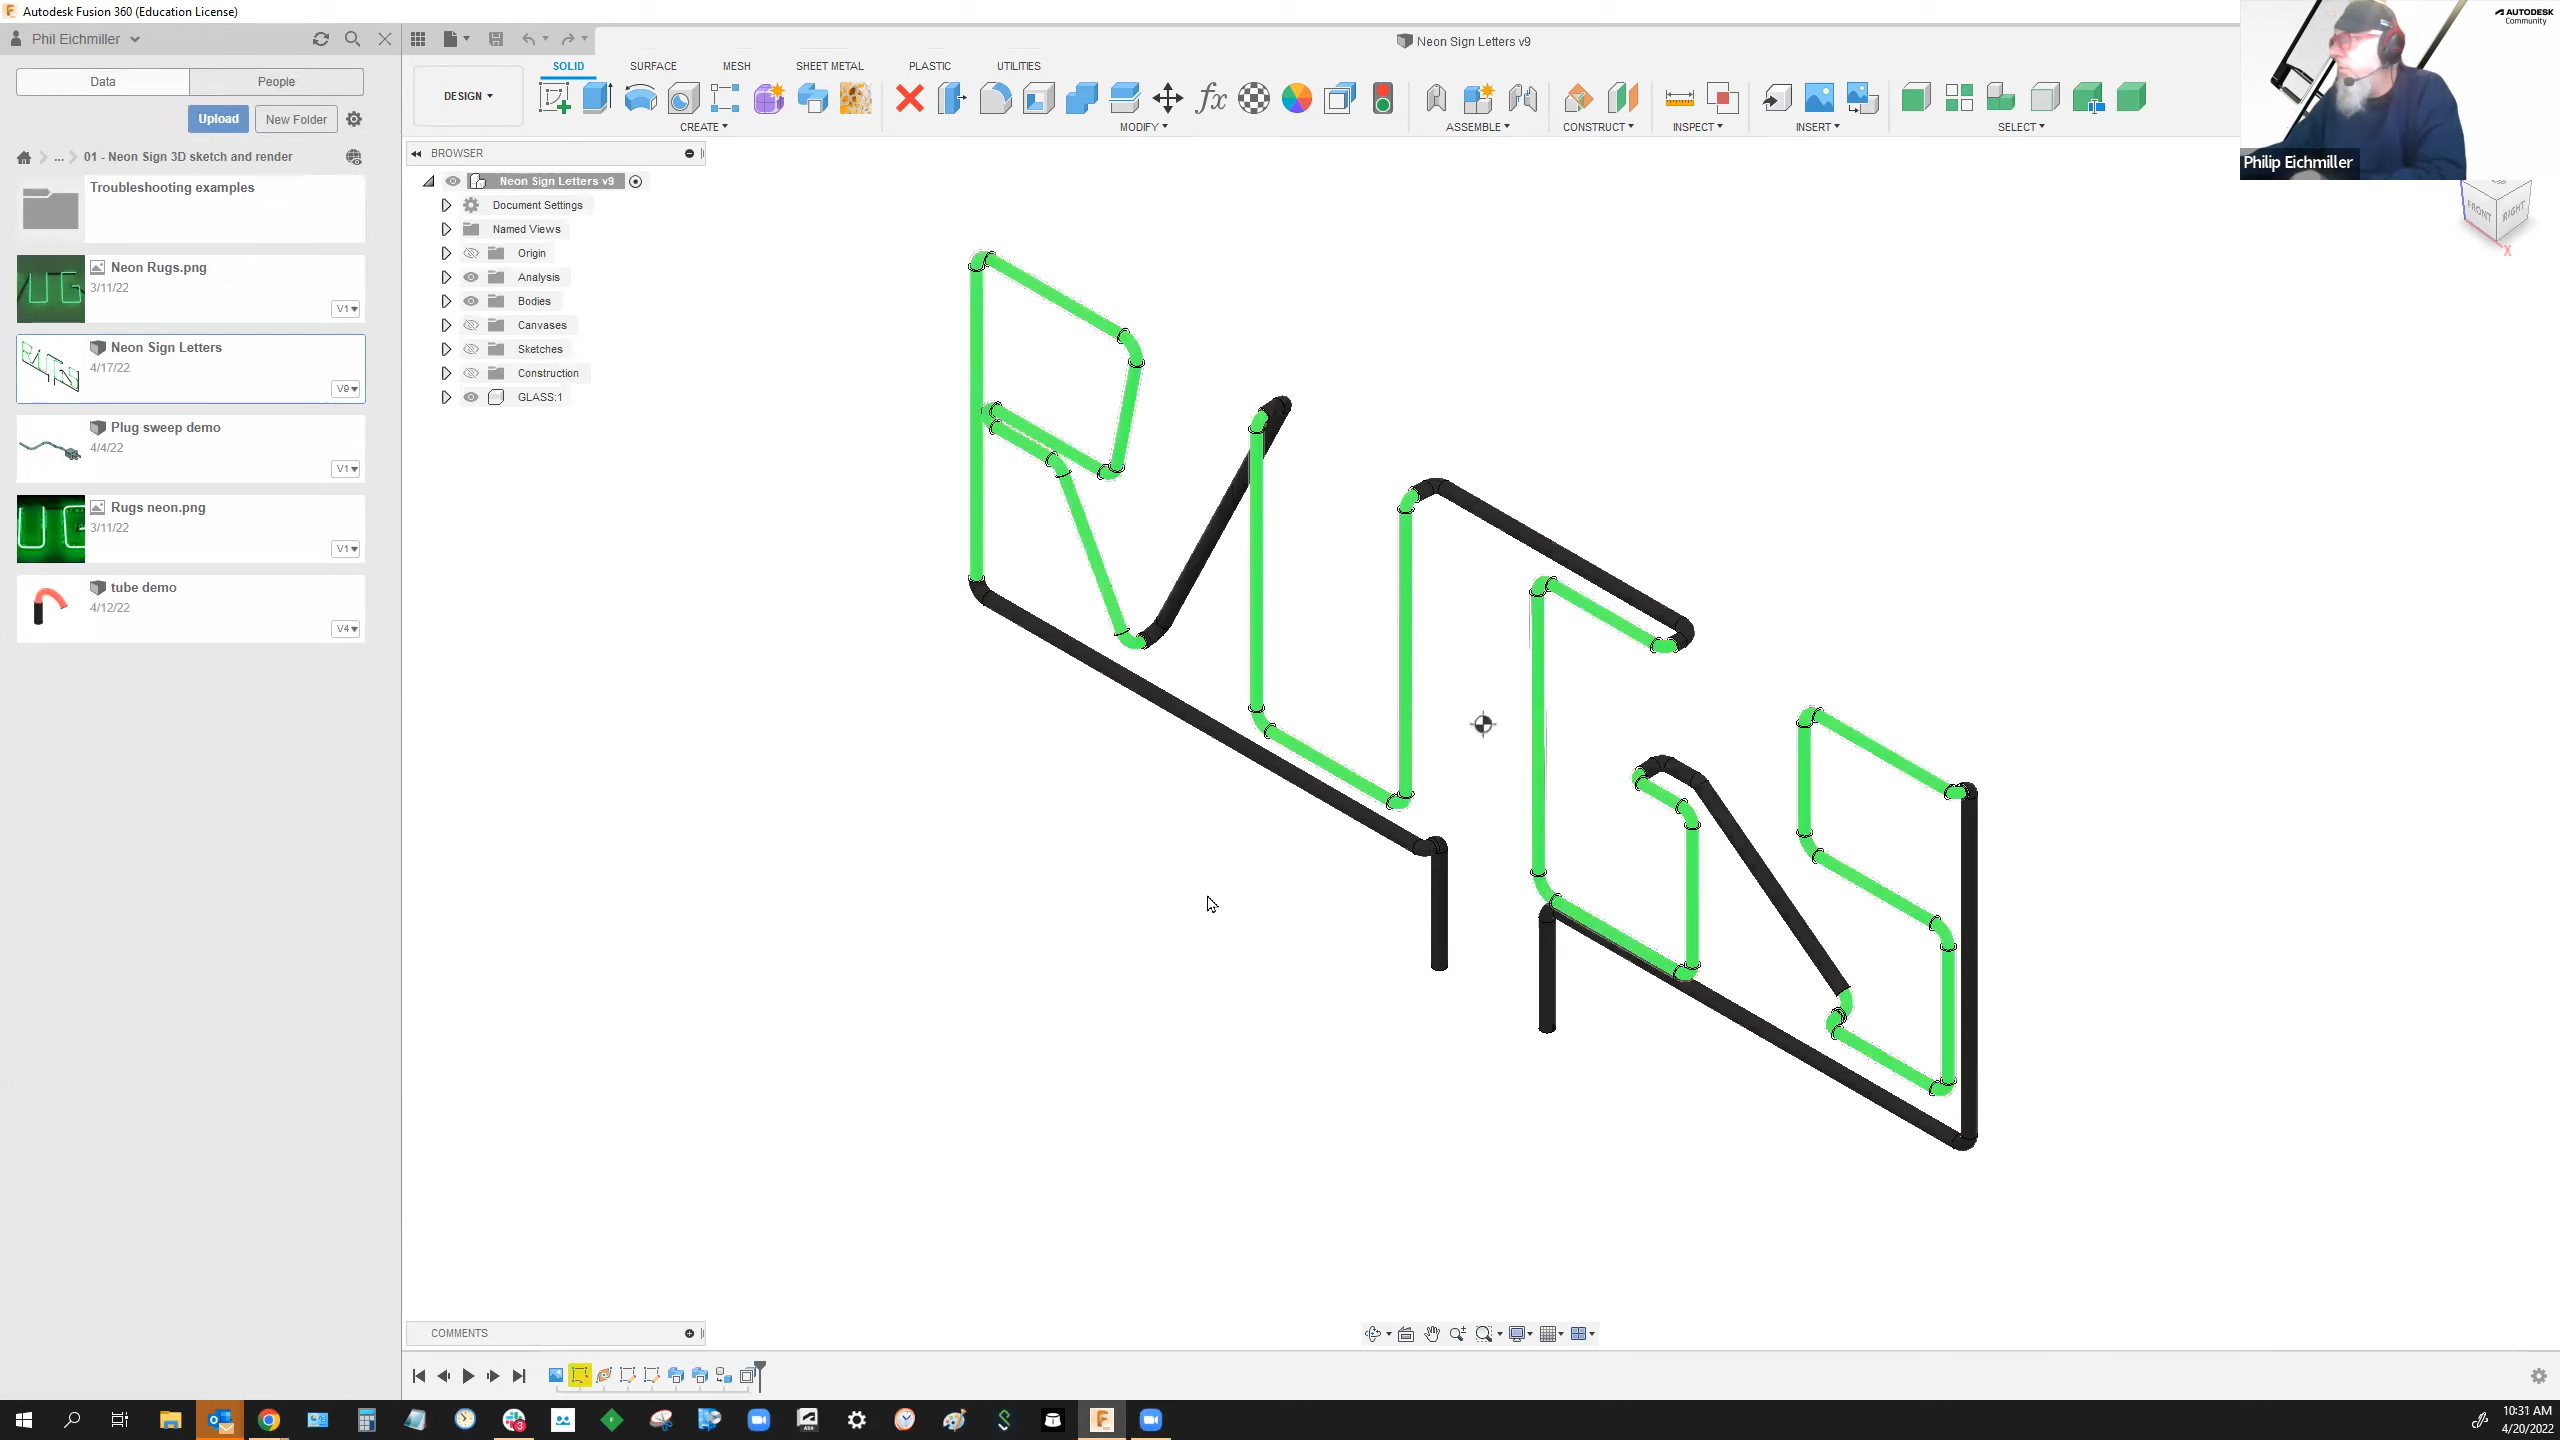 Autodesk Fusion 360 (Education License)
Phil Eichmiller
Neon Sign Letters v9
AUTODESK
Community
Philip Eichmiller
Data
People
Upload
New Folder
... 01 - Neon Sign 3D sketch and render
Troubleshooting examples
Neon Rugs.png
3/11/22
V1
Neon Sign Letters
4/17/22
V9
Plug sweep demo
4/4/22
V1
Rugs neon.png
3/11/22
V1
tube demo
4/12/22
V4
DESIGN
SOLID
SURFACE
MESH
SHEET METAL
PLASTIC
UTILITIES
CREATE
MODIFY
ASSEMBLE
CONSTRUCT
INSPECT
INSERT
SELECT
fx
BROWSER
Neon Sign Letters v9
Document Settings
Named Views
Origin
Analysis
Bodies
Canvases
Sketches
Construction
GLASS:1
FRONT
RIGHT
X
COMMENTS
10:31 AM
4/20/2022